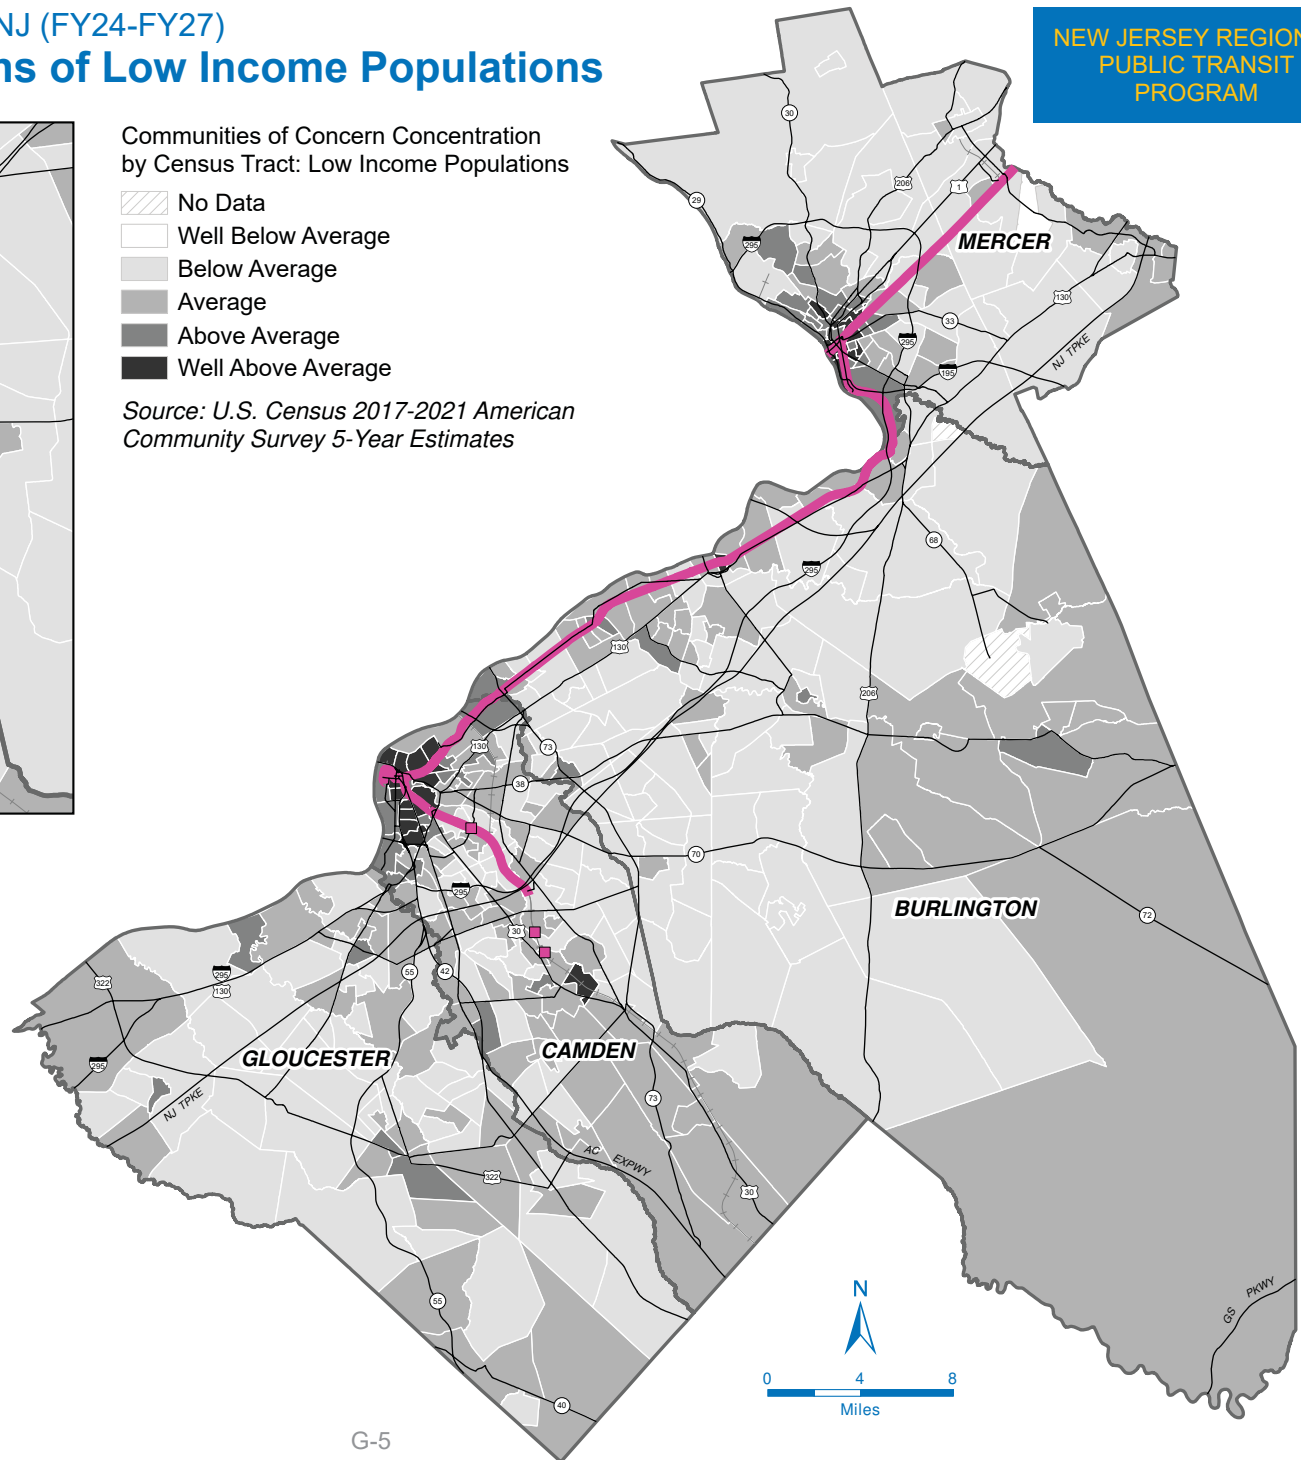 NJ (FY24-FY27)
ns of Low Income Populations
NEW JERSEY REGION
PUBLIC TRANSIT
PROGRAM
Communities of Concern Concentration
by Census Tract: Low Income Populations
No Data
Well Below Average
Below Average
Average
Above Average
Well Above Average
Source: U.S. Census 2017-2021 American
Community Survey 5-Year Estimates
30
206
1
29
295
MERCER
130
33
295
195
NJ TPKE
68
295
130
206
130
73
38
70
295
BURLINGTON
72
30
55
42
295
130
322
GLOUCESTER
CAMDEN
295
NJ TPKE
73
AC EXPWY
322
30
55
40
GS PKWY
N
0 4 8
Miles
G-5